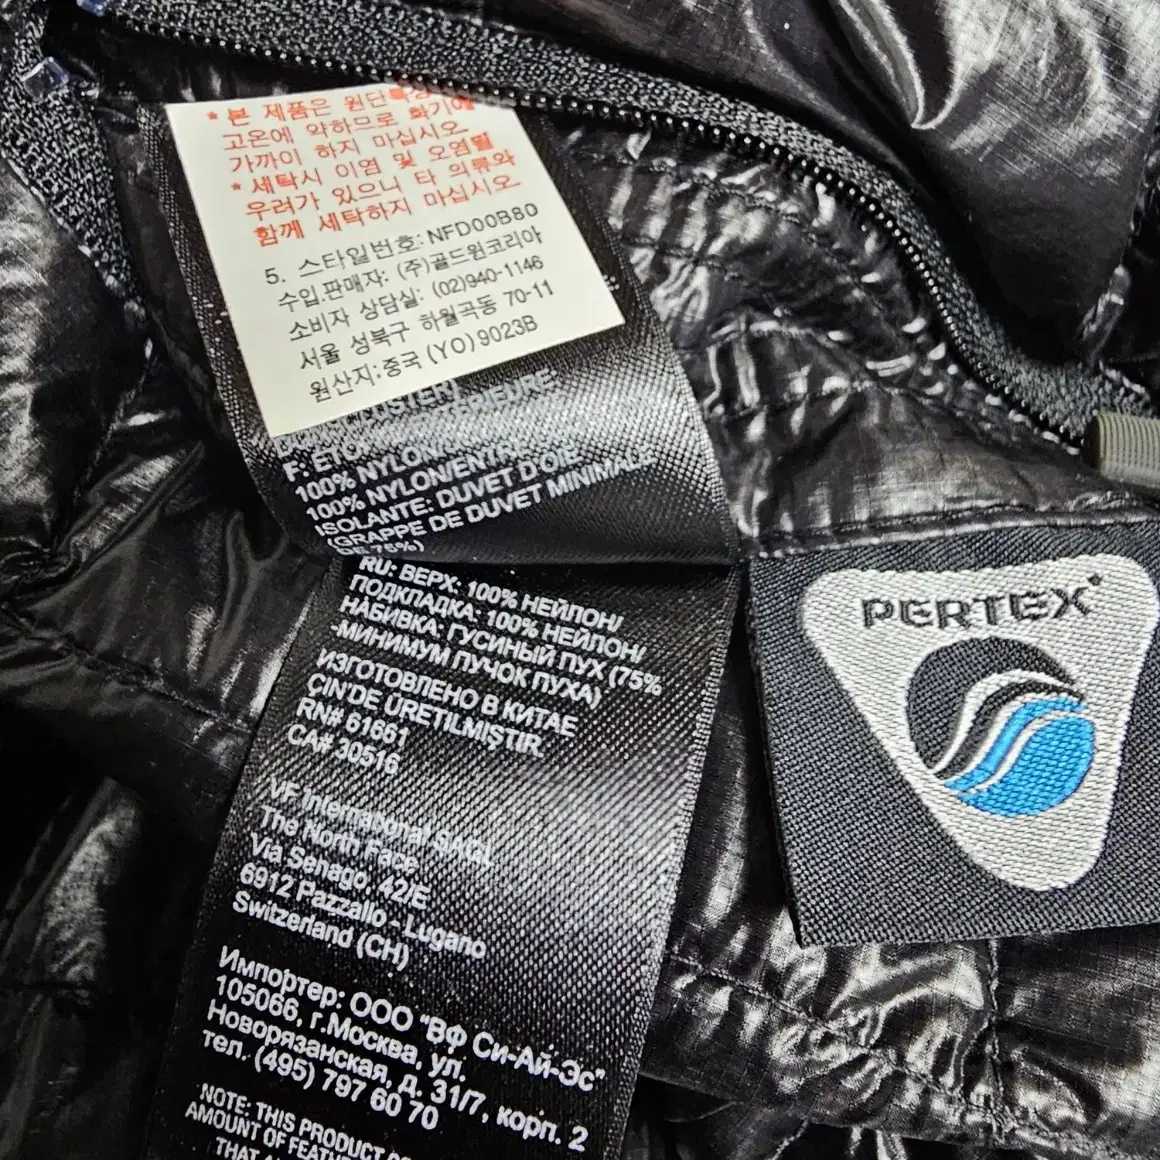 * 본 제품은 원단특성상
고온에 약하므로 화기에
가까이 하지 마십시오.
* 세탁시 이염 및 오염될
우려가 있으니 타 의류와
함께 세탁하지 마십시오.
5. 스타일번호: NFD00B80
수입.판매자: (주)골드윈코리아
소비자 상담실: (02)940-1146
서울 성북구 하월곡동 70-11
원산지:중국 (YO)9023B
100% NYLON/
100% NYLON/ENTRE
ISOLANTE: DUVET D'OIE
(GRAPPE DE DUVET MINIMALE
DE 75%)
RU: ВЕРХ: 100% НЕЙЛОН/
ПОДКЛАДКА: 100% НЕЙЛОН/
НАБИВКА: ГУСИНЫЙ ПУХ (75%
-МИНИМУМ ПУЧОК ПУХА)
ИЗГОТОВЛЕНО В КИТАЕ
ÇIN'DE ÜRETILMIŞTIR
RN# 61661
CA# 30516
VF International SAGL
The North Face
Via Senago, 42/E
6912 Pazzallo - Lugano
Switzerland (CH)
Импортер: ООО "ВФ Си-Ай-Эс"
105066, г.Москва, ул.
Новорязанская, д. 31/7, корп. 2
тел. (495) 797 60 70
NOTE: THIS PRODUCT
AMOUNT OF FEATHE
THAT
PERTEX®